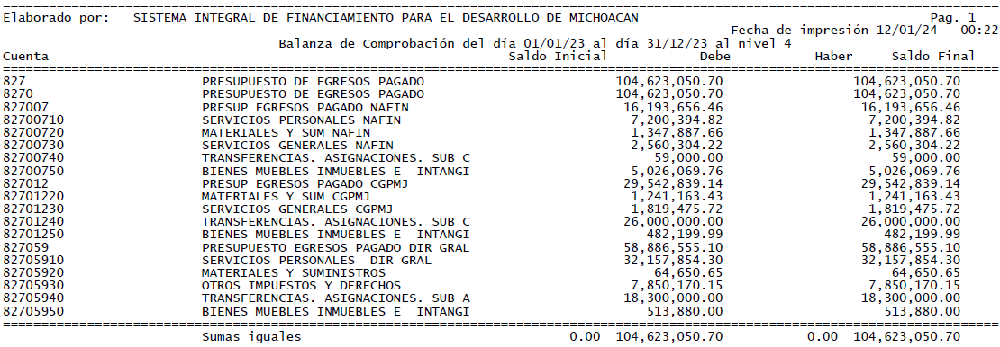 ================================================================================
Elaborado por:   SISTEMA INTEGRAL DE FINANCIAMIENTO PARA EL DESARROLLO DE MICHOACAN   Pag. 1
Fecha de impresión 12/01/24   00:22
Balanza de Comprobación del día 01/01/23 al día 31/12/23 al nivel 4
Cuenta   Saldo Inicial   Debe   Haber   Saldo Final
================================================================================
827   PRESUPUESTO DE EGRESOS PAGADO   104,623,050.70   104,623,050.70
8270   PRESUPUESTO DE EGRESOS PAGADO   104,623,050.70   104,623,050.70
827007   PRESUP EGRESOS PAGADO NAFIN   16,193,656.46   16,193,656.46
82700710   SERVICIOS PERSONALES NAFIN   7,200,394.82   7,200,394.82
82700720   MATERIALES Y SUM NAFIN   1,347,887.66   1,347,887.66
82700730   SERVICIOS GENERALES NAFIN   2,560,304.22   2,560,304.22
82700740   TRANSFERENCIAS. ASIGNACIONES. SUB C   59,000.00   59,000.00
82700750   BIENES MUEBLES INMUEBLES E  INTANGI   5,026,069.76   5,026,069.76
827012   PRESUP EGRESOS PAGADO CGPMJ   29,542,839.14   29,542,839.14
82701220   MATERIALES Y SUM CGPMJ   1,241,163.43   1,241,163.43
82701230   SERVICIOS GENERALES CGPMJ   1,819,475.72   1,819,475.72
82701240   TRANSFERENCIAS. ASIGNACIONES. SUB C   26,000,000.00   26,000,000.00
82701250   BIENES MUEBLES INMUEBLES E  INTANGI   482,199.99   482,199.99
827059   PRESUPUESTO EGRESOS PAGADO DIR GRAL   58,886,555.10   58,886,555.10
82705910   SERVICIOS PERSONALES  DIR GRAL   32,157,854.30   32,157,854.30
82705920   MATERIALES Y SUMINISTROS   64,650.65   64,650.65
82705930   OTROS IMPUESTOS Y DERECHOS   7,850,170.15   7,850,170.15
82705940   TRANSFERENCIAS. ASIGNACIONES. SUB A   18,300,000.00   18,300,000.00
82705950   BIENES MUEBLES INMUEBLES E  INTANGI   513,880.00   513,880.00
================================================================================
Sumas iguales   0.00   104,623,050.70   0.00   104,623,050.70